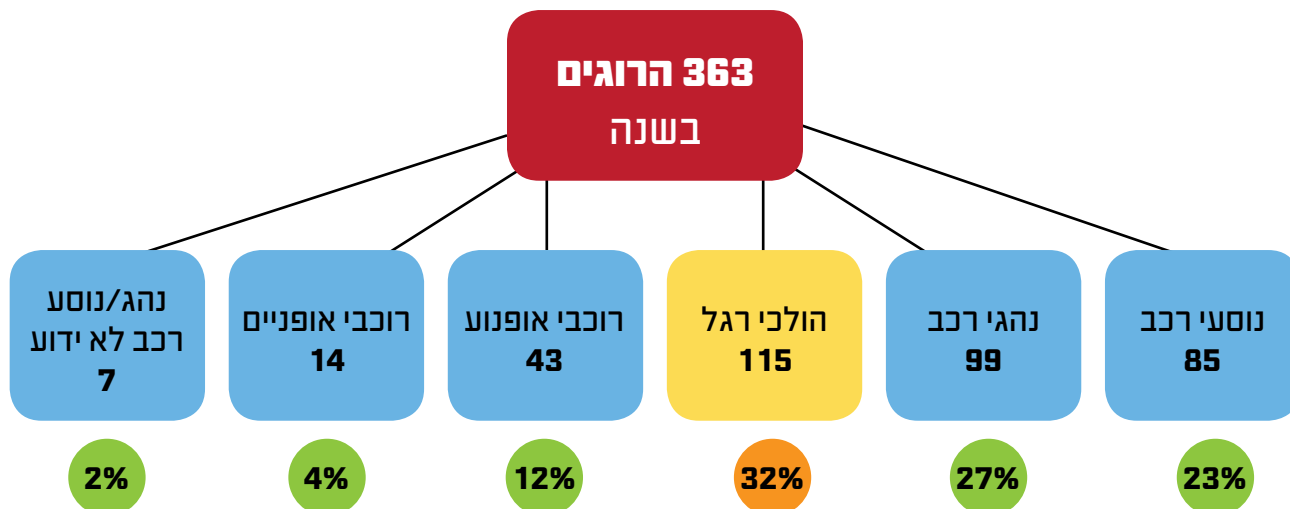 363 הרוגים
בשנה
נוסעי רכב
85
נהגי רכב
99
הולכי רגל
115
רוכבי אופנוע
43
רוכבי אופניים
14
נהג/נוסע
רכב לא ידוע
7
23%
27%
32%
12%
4%
2%